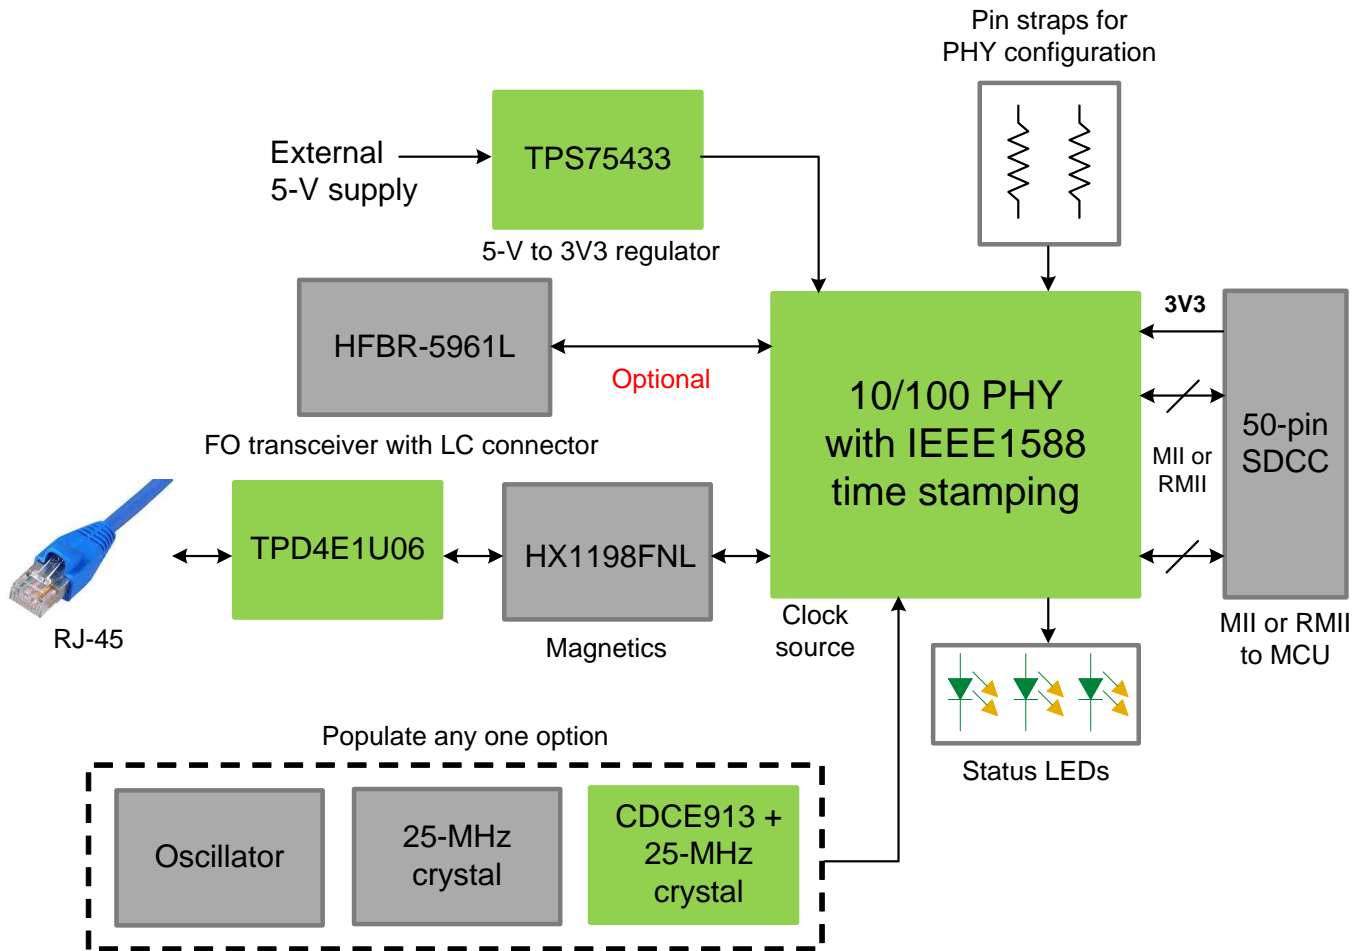 Pin straps for
PHY configuration
External
5-V supply
TPS75433
5-V to 3V3 regulator
HFBR-5961L
Optional
FO transceiver with LC connector
10/100 PHY
with IEEE1588
time stamping
3V3
MII or
RMII
50-pin
SDCC
MII or RMII
to MCU
RJ-45
TPD4E1U06
HX1198FNL
Magnetics
Clock
source
Status LEDs
Populate any one option
Oscillator
25-MHz
crystal
CDCE913 +
25-MHz
crystal